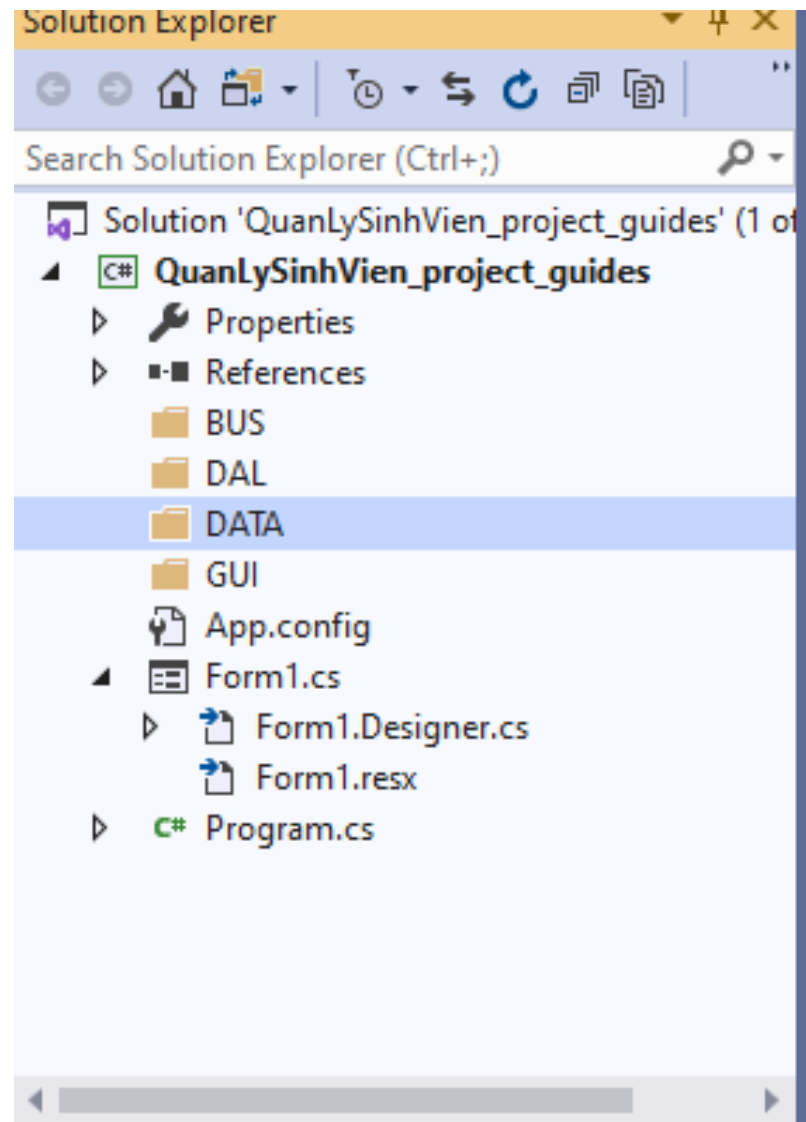 Solution Explorer
Search Solution Explorer (Ctrl+;)
Solution 'QuanLySinhVien_project_guides' (1 of
C# QuanLySinhVien_project_guides
Properties
References
BUS
DAL
DATA
GUI
App.config
Form1.cs
Form1.Designer.cs
Form1.resx
C# Program.cs